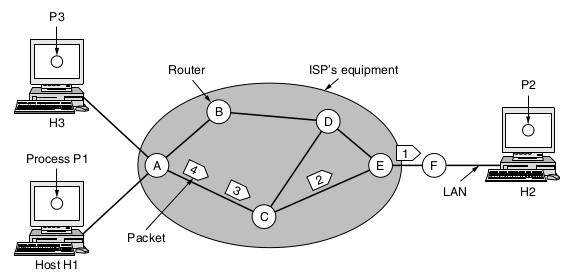 P3
Router
ISP's equipment
P2
B
D
H3
1
Process P1
A
E
F
4
2
3
LAN
H2
C
Packet
Host H1